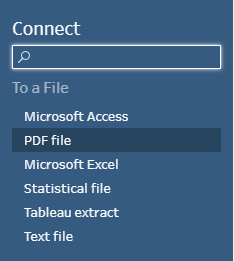 Connect
To a File
Microsoft Access
PDF file
Microsoft Excel
Statistical file
Tableau extract
Text file